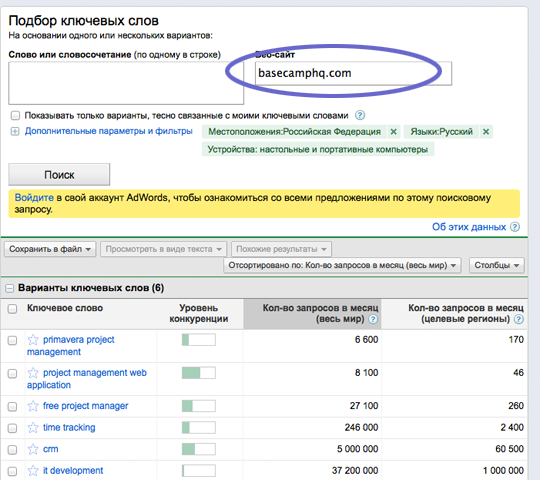 Подбор ключевых слов
На основании одного или нескольких вариантов:
Слово или словосочетание (по одному в строке)
Веб-сайт
basecamphq.com
Показывать только варианты, тесно связанные с моими ключевыми словами ?
Дополнительные параметры и фильтры
Местоположения:Российская Федерация ×
Языки:Русский ×
Устройства: настольные и портативные компьютеры
Поиск
Войдите в свой аккаунт AdWords, чтобы ознакомиться со всеми предложениями по этому поисковому
запросу.
Об этих данных ?
Сохранить в файл
Просмотреть в виде текста
Похожие результаты
Отсортировано по: Кол-во запросов в месяц (весь мир)
Столбцы
Варианты ключевых слов (6)
Ключевое слово
Уровень
конкуренции
Кол-во запросов в месяц
(весь мир) ?
Кол-во запросов в месяц
(целевые регионы) ?
primavera project
management
6 600
170
project management web
application
8 100
46
free project manager
27 100
260
time tracking
246 000
2 400
crm
5 000 000
60 500
it development
37 200 000
1 000 000